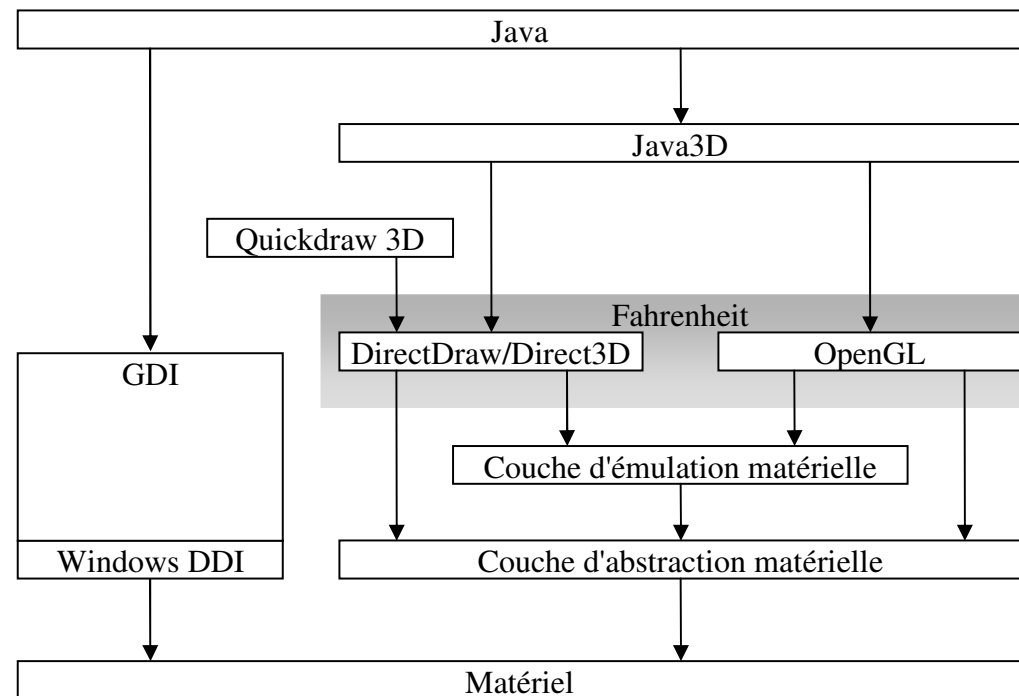 Java
Java3D
Quickdraw 3D
Fahrenheit
DirectDraw/Direct3D
OpenGL
GDI
Couche d'émulation matérielle
Windows DDI
Couche d'abstraction matérielle
Matériel